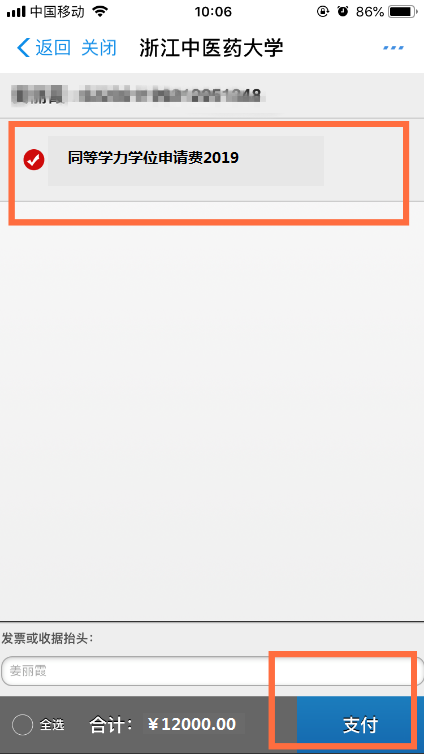 中国移动 10:06 86%
返回 关闭 浙江中医药大学
同等学力学位申请费2019
发票或收据抬头:
姜丽霞
全选 合计: ¥12000.00 支付